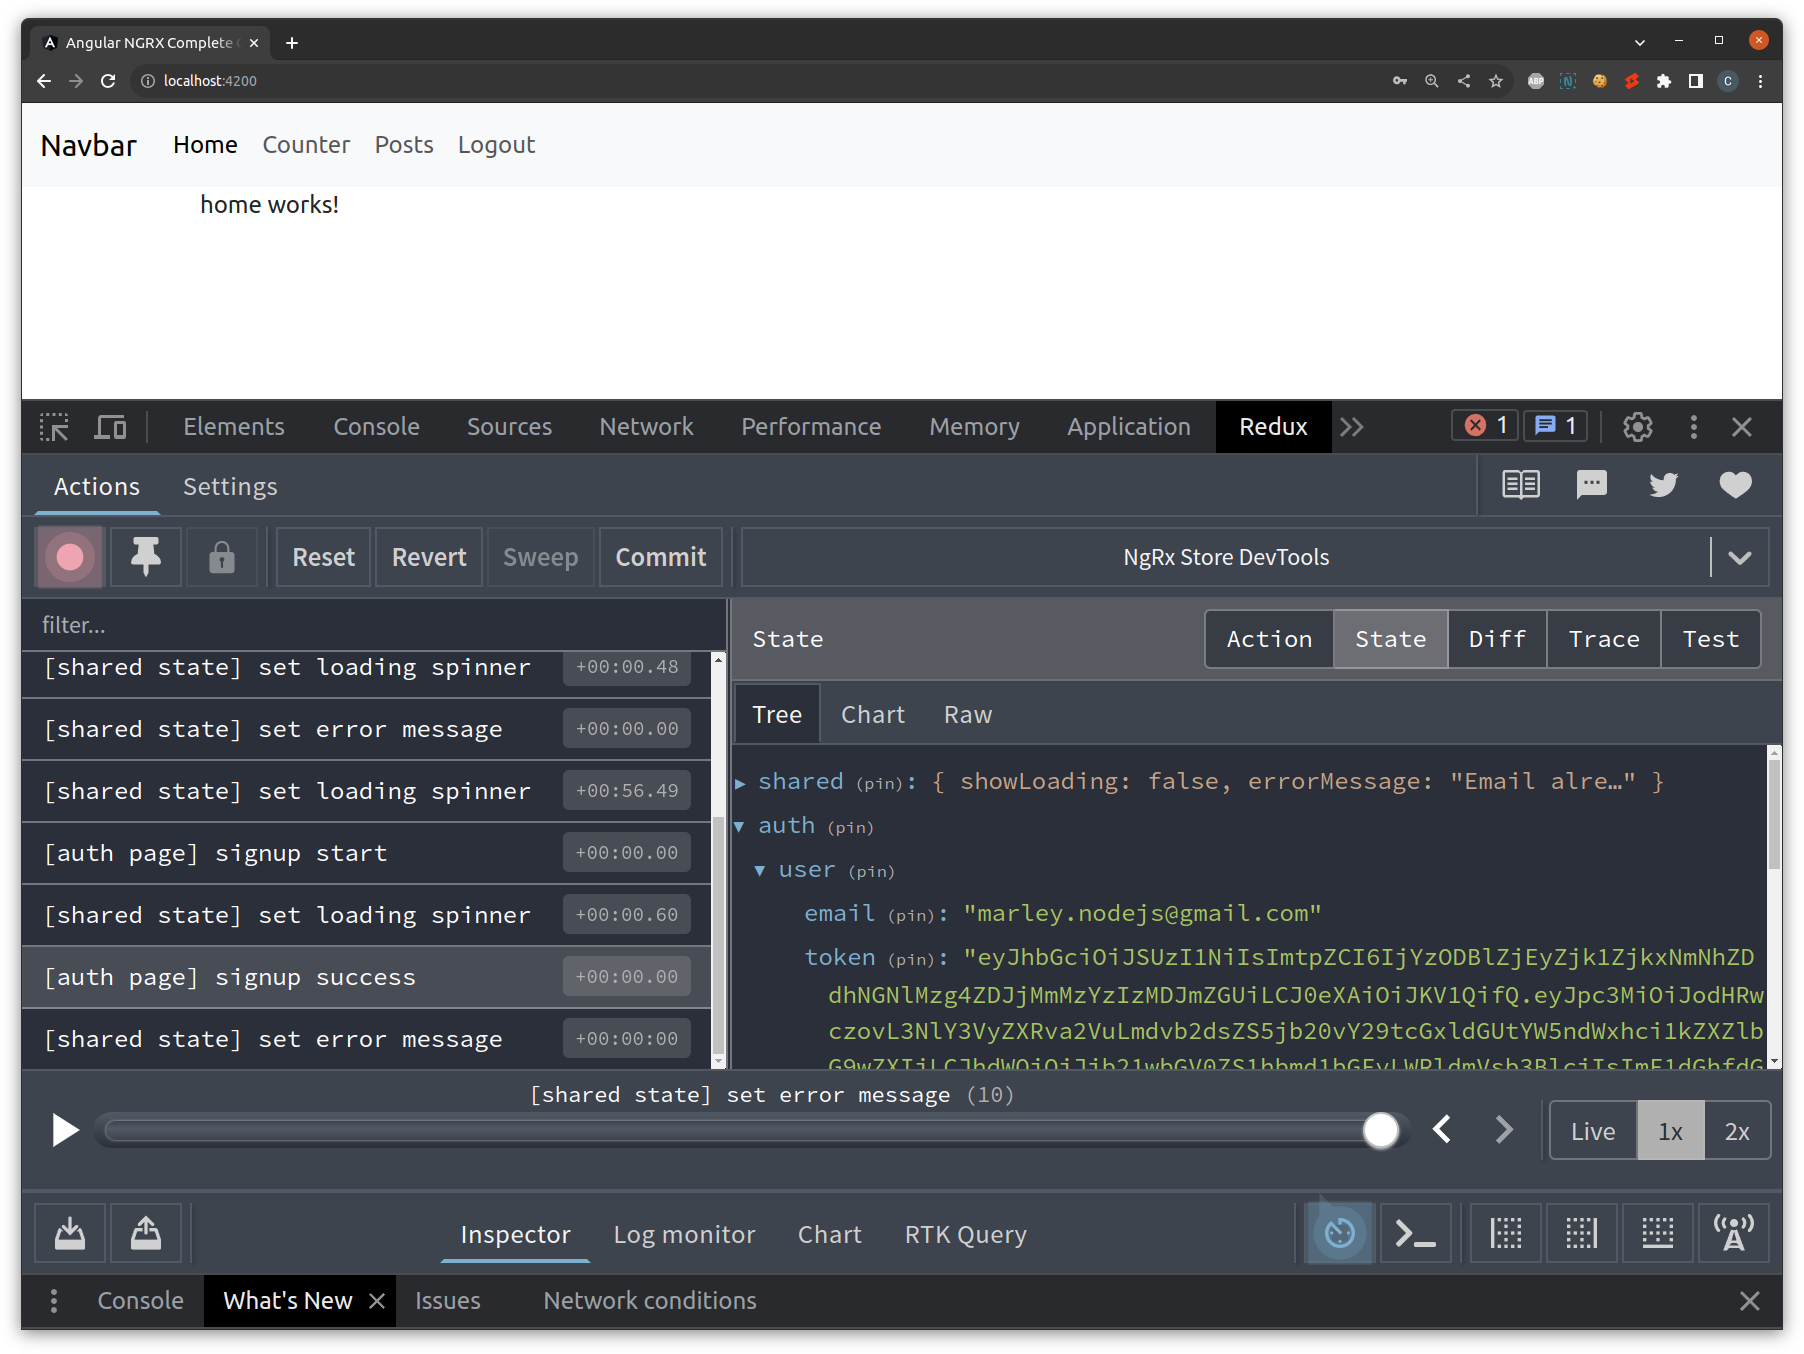 Angular NGRX Complete
localhost:4200
ABP
N
C
Navbar Home Counter Posts Logout
home works!
Elements Console Sources Network Performance Memory Application Redux 1 1
Actions Settings
Reset Revert Sweep Commit NgRx Store DevTools
filter...
[shared state] set loading spinner +00:00.48
[shared state] set error message +00:00.00
[shared state] set loading spinner +00:56.49
[auth page] signup start +00:00.00
[shared state] set loading spinner +00:00.60
[auth page] signup success +00:00.00
[shared state] set error message +00:00:00
State Action State Diff Trace Test
Tree Chart Raw
▶ shared (pin): { showLoading: false, errorMessage: "Email alre…" }
▼ auth (pin)
▼ user (pin)
email (pin): "marley.nodejs@gmail.com"
token (pin): "eyJhbGciOiJSUzI1NiIsImtpZCI6IjYzODBlZjEyZjk1ZjkxNmNhZD
dhNGNlMzg4ZDJjMmMzYzIzMDJmZGUiLCJ0eXAiOiJKV1QifQ.eyJpc3MiOiJodHRw
czovL3NlY3VyZXRva2VuLmdvb2dsZS5jb20vY29tcGxldGUtYW5ndWxhci1kZXZlb
[shared state] set error message (10)
Live 1x 2x
Inspector Log monitor Chart RTK Query
Console What's New Issues Network conditions